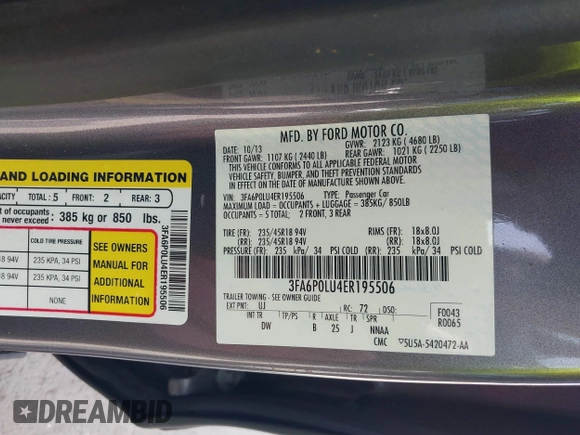 AND LOADING INFORMATION
TOTAL: 5 FRONT: 2 REAR: 3
of occupants
never exceed 385 kg or 850 lbs.
COLD TIRE PRESSURE
235 KPA, 34 PSI
235 KPA, 34 PSI
NONE
SEE OWNERS
MANUAL FOR
ADDITIONAL
INFORMATION
3FA6P0LU4ER195506
MFD. BY FORD MOTOR CO.
10/13
FRONT GAWR: 1107 KG ( 2440 LB)
GVWR: 2123 KG ( 4680 LB)
REAR GAWR: 1021 KG ( 2250 LB)
THIS VEHICLE CONFORMS TO ALL APPLICABLE FEDERAL MOTOR
VEHICLE SAFETY, BUMPER, AND THEFT PREVENTION STANDARDS
IN EFFECT ON THE DATE OF MANUFACTURE SHOWN ABOVE.
VIN: 3FA6P0LU4ER195506 TYPE: Passenger Car
MAXIMUM LOAD = OCCUPANTS + LUGGAGE = 385KG/ 850LB
OCCUPANTS = 5 TOTAL: 2 FRONT 3 REAR
TIRE (FF): 235/45R18 94V RIMS (FF): 18x8.0J
(RR): 235/45R18 94V (RR): 18x8.0J
PRESSURE (FF): 235 kPa/ 34 PSI COLD (RR): 235 kPa/ 34 PSI COLD
3FA6P0LU4ER195506
TRAILER TOWING - SEE OWNER GUIDE
EXT PNT: UJ RC: 72 DSO:
F0043
R0065
INT TR TP/PS R AXLE TR SPR
DW B 25 J NNAA
CMC 5U5A-5420472-AA
DREAMBID